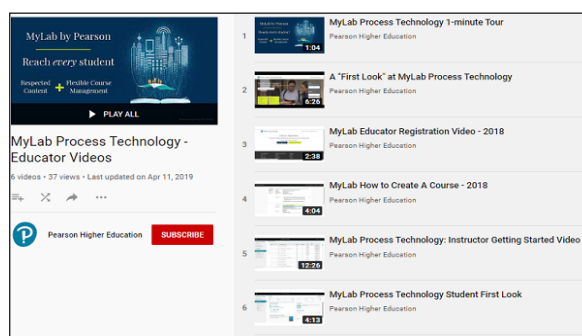 MyLab by Pearson
Reach every student
Respected Content + Flexible Course Management
PLAY ALL
MyLab Process Technology -
Educator Videos
6 videos • 37 views • Last updated on Apr 11, 2019
Pearson Higher Education
SUBSCRIBE
1
1:04
MyLab Process Technology 1-minute Tour
Pearson Higher Education
2
6:26
A "First Look" at MyLab Process Technology
Pearson Higher Education
3
2:38
MyLab Educator Registration Video - 2018
Pearson Higher Education
4
4:04
MyLab How to Create A Course - 2018
Pearson Higher Education
5
12:26
MyLab Process Technology: Instructor Getting Started Video
Pearson Higher Education
6
4:13
MyLab Process Technology Student First Look
Pearson Higher Education